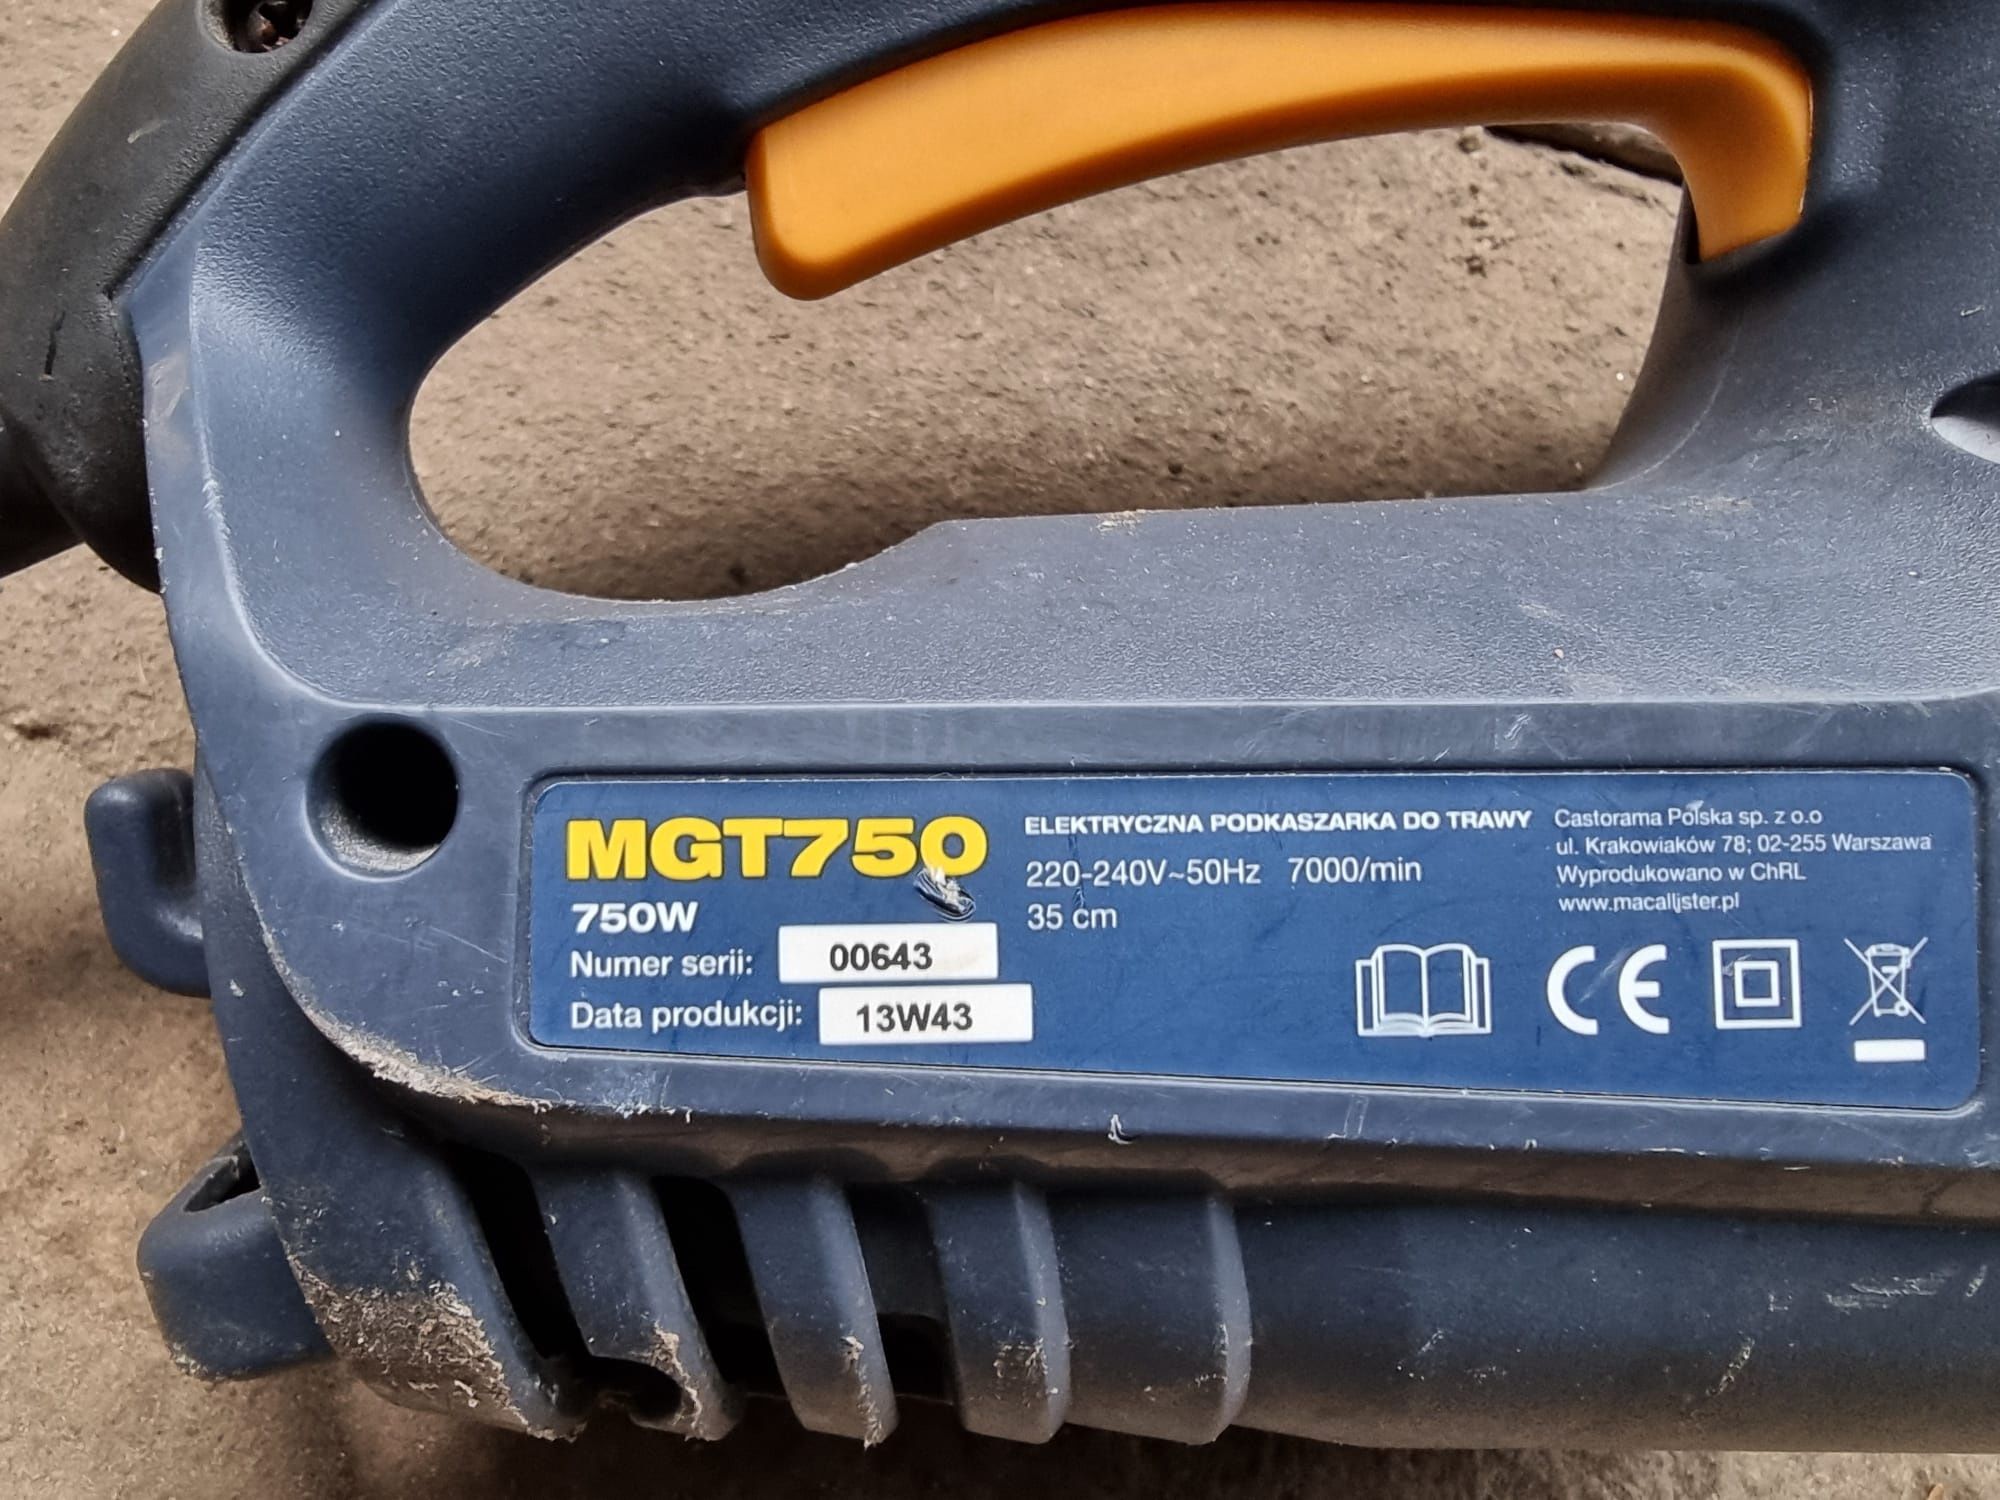 MGT750
750W
Numer serii: 00643
Data produkcji: 13W43
ELEKTRYCZNA PODKASZARKA DO TRAWY
220-240V~50Hz 7000/min
35 cm
Castorama Polska sp. z o.o
ul. Krakowiaków 78; 02-255 Warszawa
Wyprodukowano w ChRL
www.macallister.pl
CE